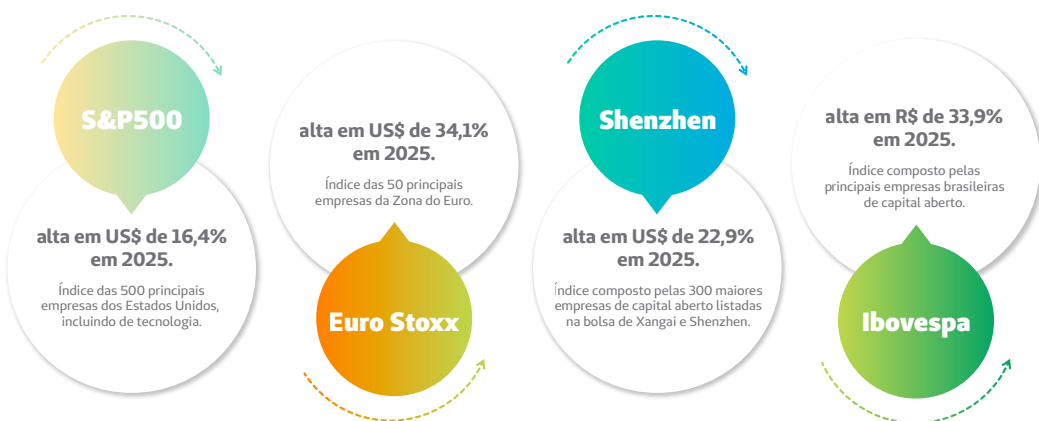 S&P500
alta em US$ de 16,4%
em 2025.
Índice das 500 principais
empresas dos Estados Unidos,
incluindo de tecnologia.
alta em US$ de 34,1%
em 2025.
Índice das 50 principais
empresas da Zona do Euro.
Euro Stoxx
Shenzhen
alta em US$ de 22,9%
em 2025.
Índice composto pelas 300 maiores
empresas de capital aberto listadas
na bolsa de Xangai e Shenzhen.
alta em R$ de 33,9%
em 2025.
Índice composto pelas
principais empresas brasileiras
de capital aberto.
Ibovespa